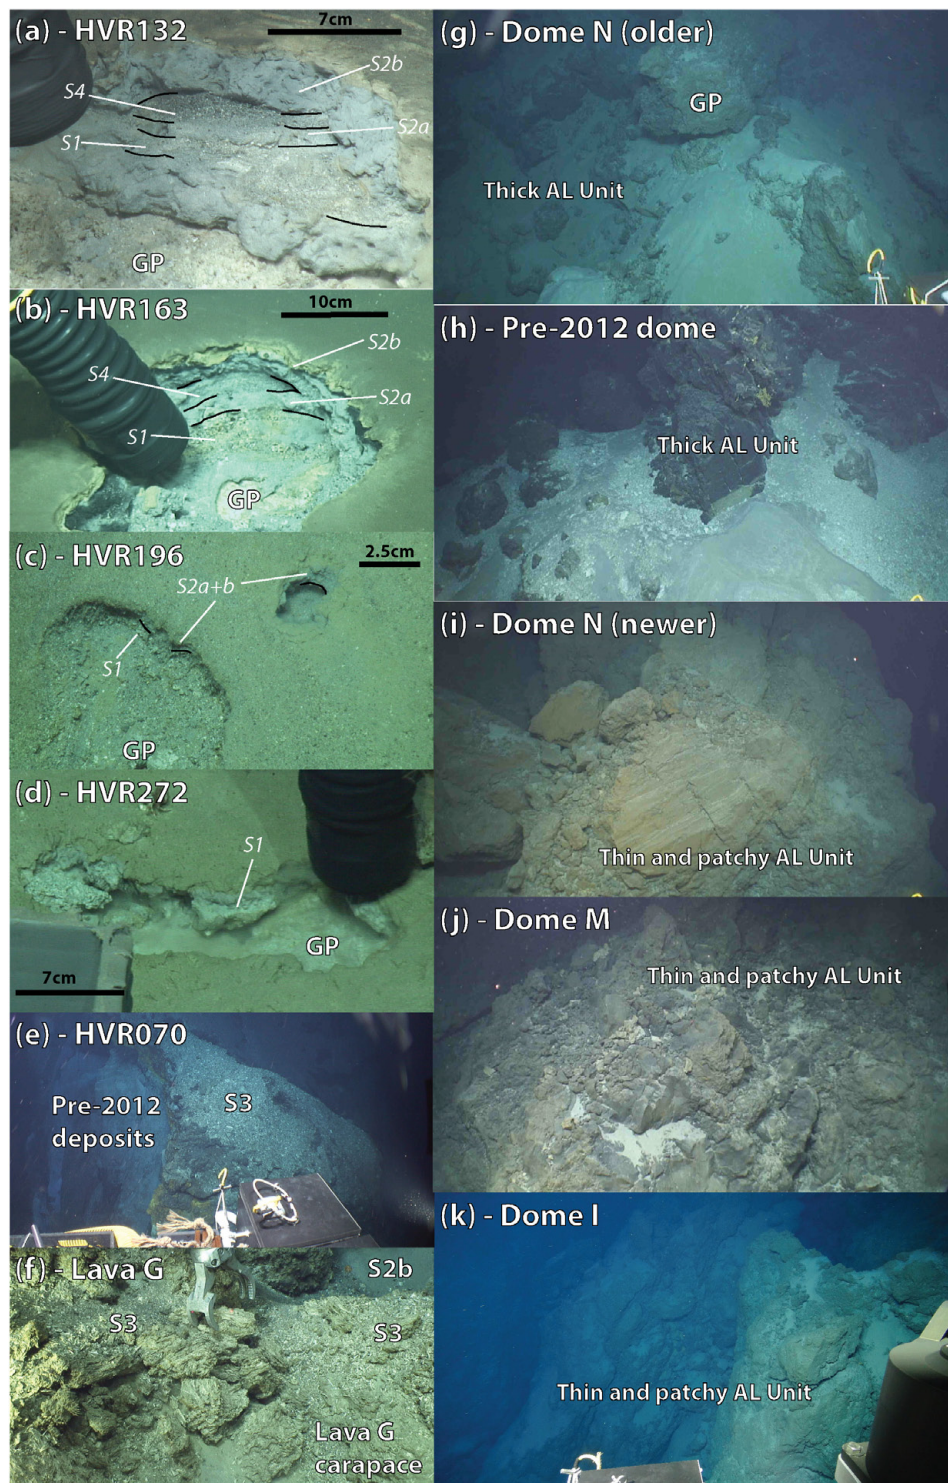 (a) - HVR132
7cm
S2b
S4
S2a
S1
GP
(b) - HVR163
10cm
S2b
S4
S2a
S1
GP
(c) - HVR196
2.5cm
S2a+b
S1
GP
(d) - HVR272
S1
GP
7cm
(e) - HVR070
S3
Pre-2012
deposits
(f) - Lava G
S2b
S3
S3
Lava G
carapace
(g) - Dome N (older)
GP
Thick AL Unit
(h) - Pre-2012 dome
Thick AL Unit
(i) - Dome N (newer)
Thin and patchy AL Unit
(j) - Dome M
Thin and patchy AL Unit
(k) - Dome I
Thin and patchy AL Unit